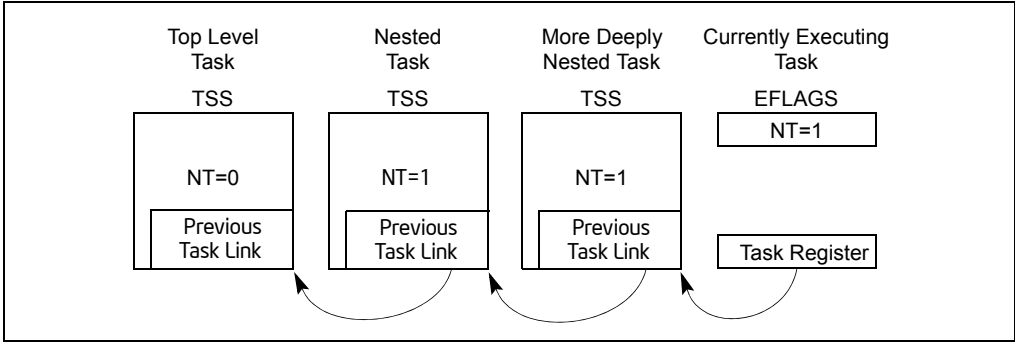 Top Level
Task
TSS
NT=0
Previous
Task Link
Nested
Task
TSS
NT=1
Previous
Task Link
More Deeply
Nested Task
TSS
NT=1
Previous
Task Link
Currently Executing
Task
EFLAGS
NT=1
Task Register